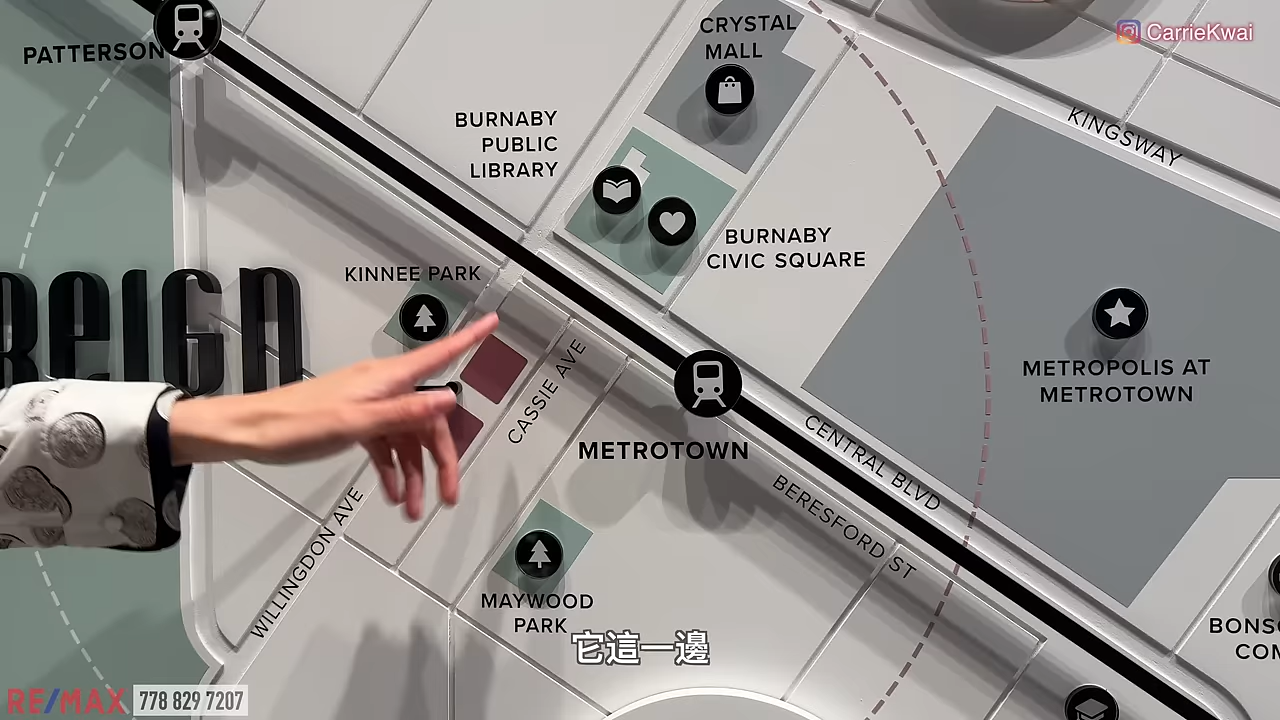 CarrieKwai
PATTERSON
CRYSTAL
MALL
KINGSWAY
BURNABY
PUBLIC
LIBRARY
BURNABY
CIVIC SQUARE
KINNEE PARK
REIGN
CASSIE AVE
METROPOLIS AT
METROTOWN
METROTOWN
CENTRAL BLVD
BERESFORD ST
WILLINGDON AVE
MAYWOOD
PARK
它這一邊
RE/MAX
778 829 7207